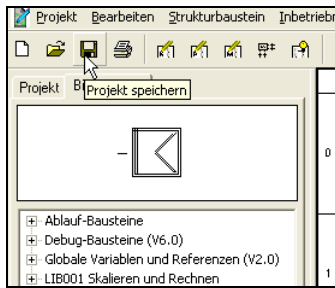 Projekt Bearbeiten Strukturbaustein
Projekt
Projekt speichern
Ablauf-Bausteine
Debug-Bausteine (V6.0)
Globale Variablen und Referenzen (V2.0)
LIB001 Skalieren und Rechnen
0
1